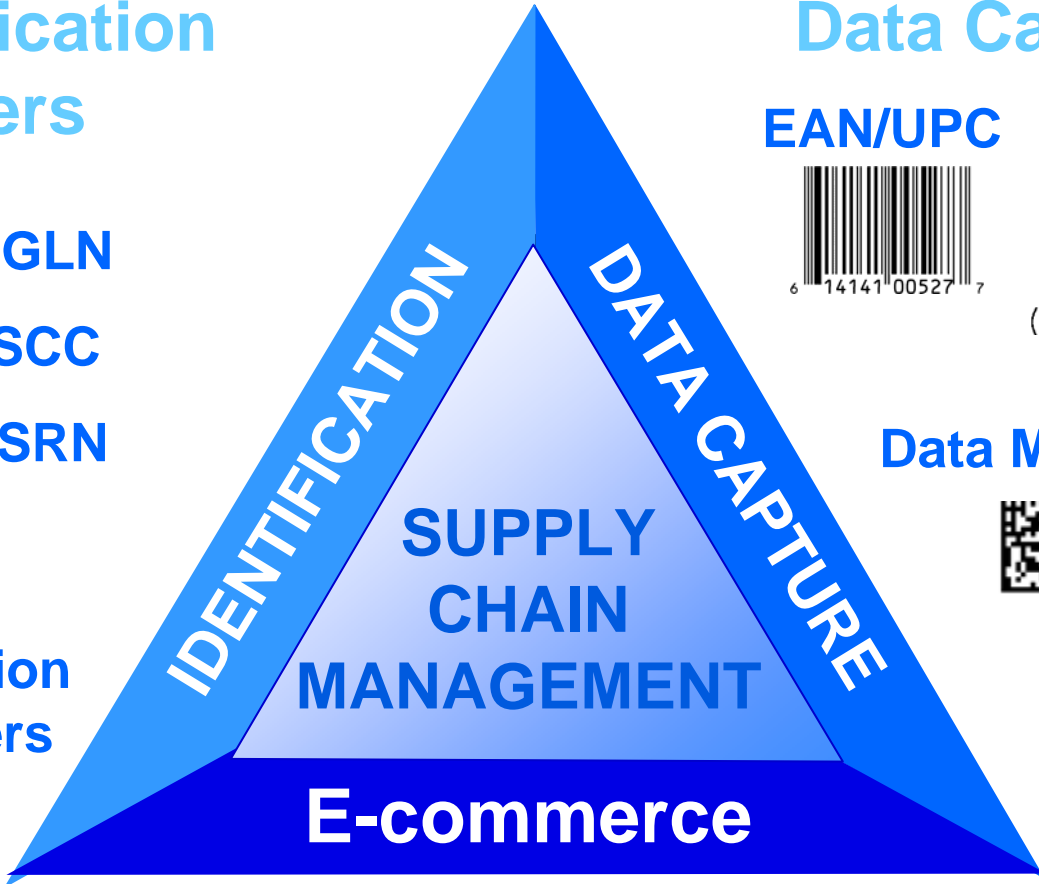 ication
ers
GLN
SCC
SRN
ion
ers
IDENTIFICATION
DATA CAPTURE
SUPPLY
CHAIN
MANAGEMENT
E-commerce
Data Ca
EAN/UPC
6 14141 00527 7
(
Data M